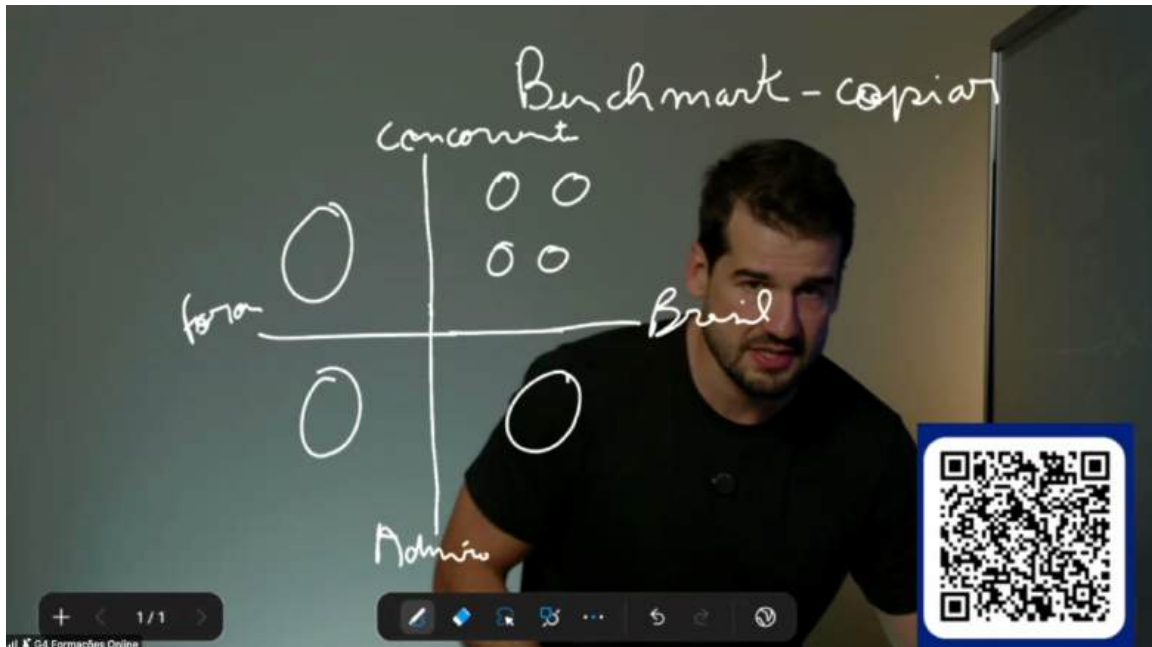 Benchmark - copiar
Concorrente
fora
Brasil
Admiro
1/1
G4 Formações Online